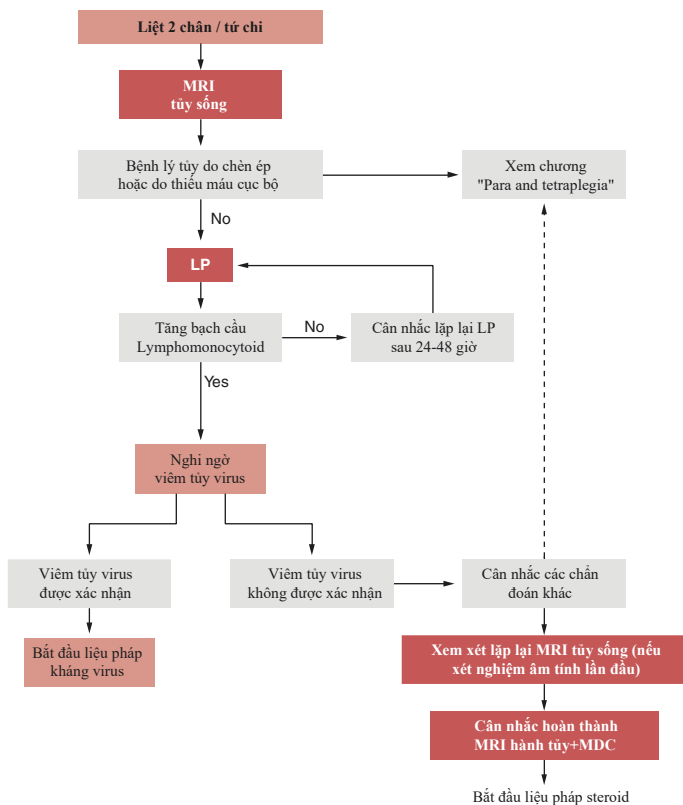 Liệt 2 chân / tứ chi
MRI
tủy sống
Bệnh lý tủy do chèn ép
hoặc do thiếu máu cục bộ
Xem chương
"Para and tetraplegia"
No
LP
Tăng bạch cầu
Lymphomonocytoid
No
Cân nhắc lặp lại LP
sau 24-48 giờ
Yes
Nghi ngờ
viêm tủy virus
Viêm tủy virus
được xác nhận
Viêm tủy virus
không được xác nhận
Cân nhắc các chẩn
đoán khác
Bắt đầu liệu pháp
kháng virus
Xem xét lặp lại MRI tủy sống (nếu
xét nghiệm âm tính lần đầu)
Cân nhắc hoàn thành
MRI hành tủy+MDC
Bắt đầu liệu pháp steroid